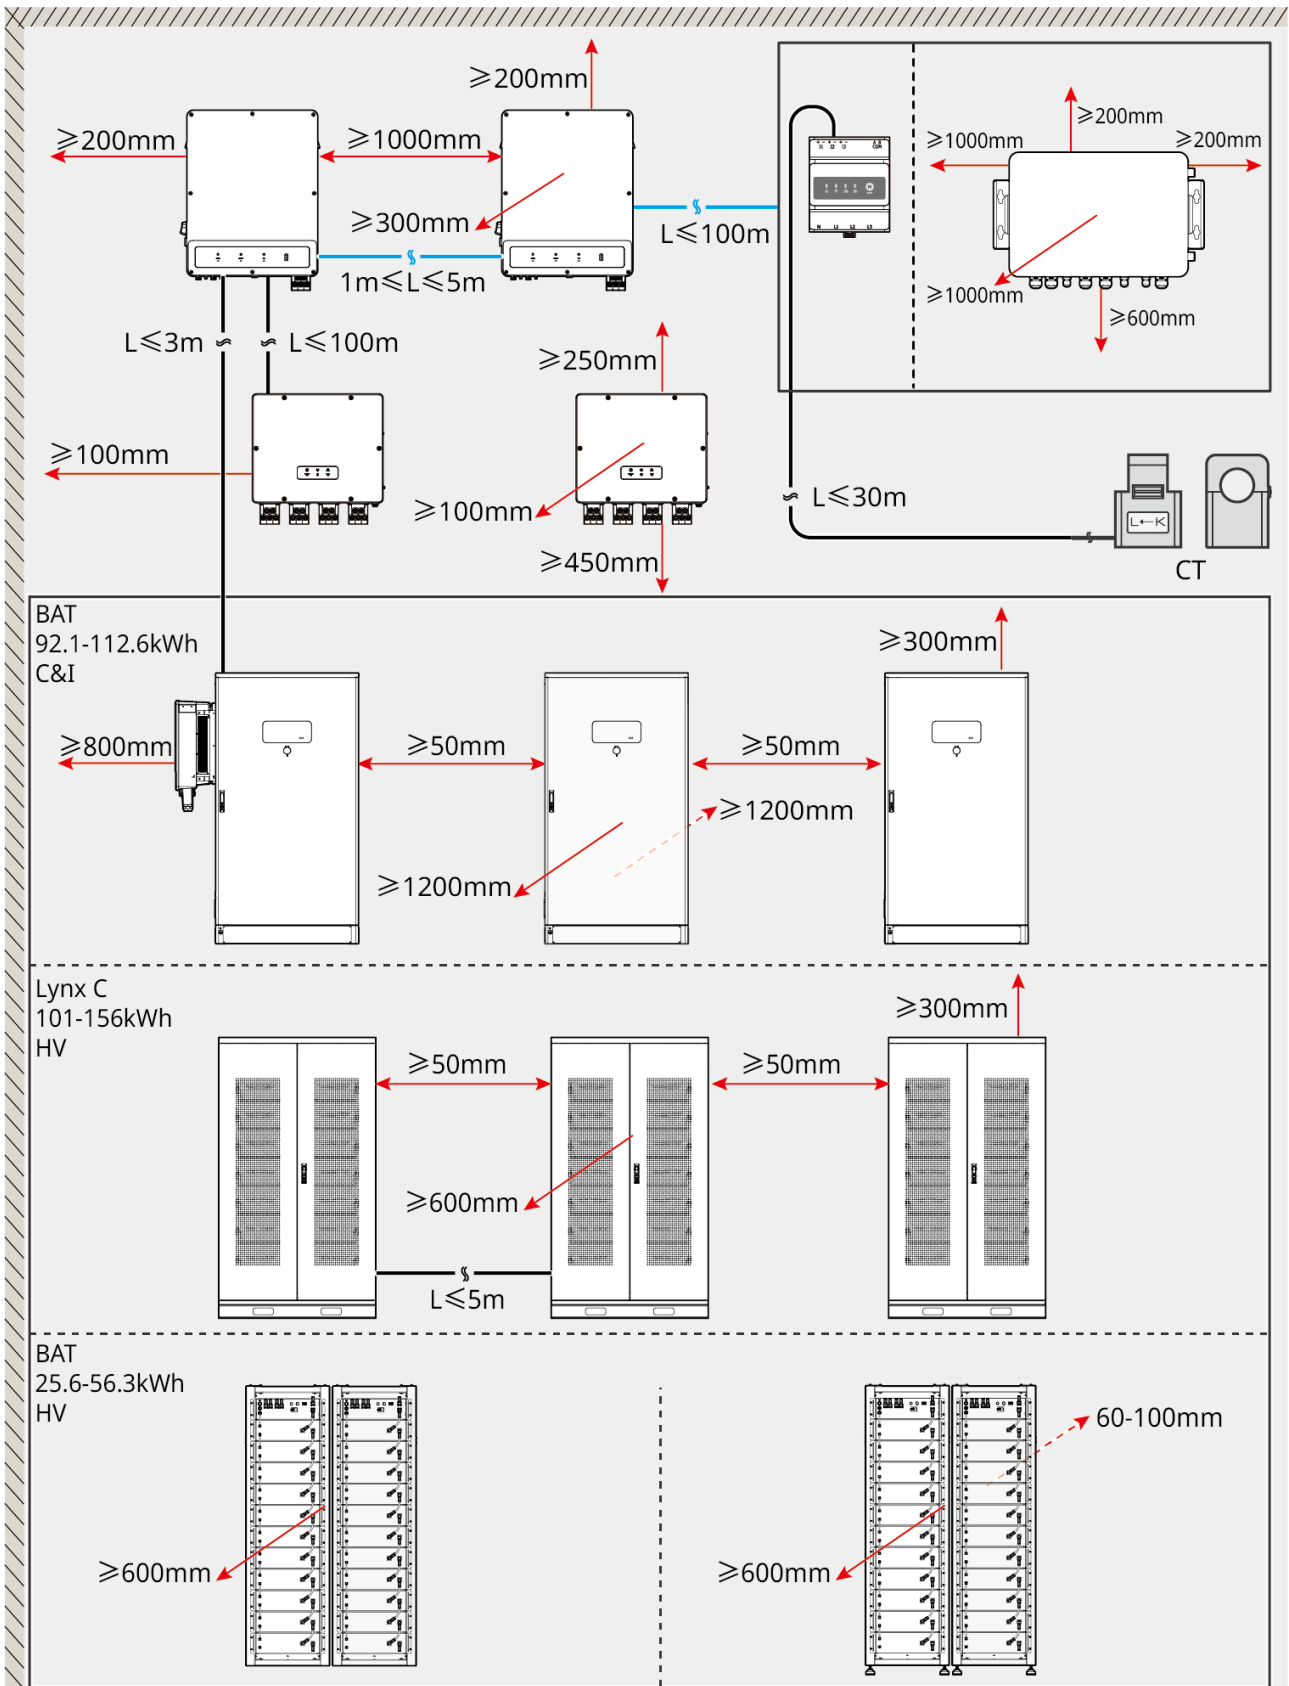 ≥200mm
≥200mm
≥1000mm
≥300mm
1m≤L≤5m
L≤100m
≥1000mm
≥200mm
≥200mm
≥1000mm
≥600mm
L≤3m
L≤100m
≥250mm
≥100mm
≥100mm
≥450mm
L≤30m
L←K
CT
BAT
92.1-112.6kWh
C&I
≥300mm
≥800mm
≥50mm
≥50mm
≥1200mm
≥1200mm
Lynx C
101-156kWh
HV
≥300mm
≥50mm
≥50mm
≥600mm
L≤5m
BAT
25.6-56.3kWh
HV
60-100mm
≥600mm
≥600mm